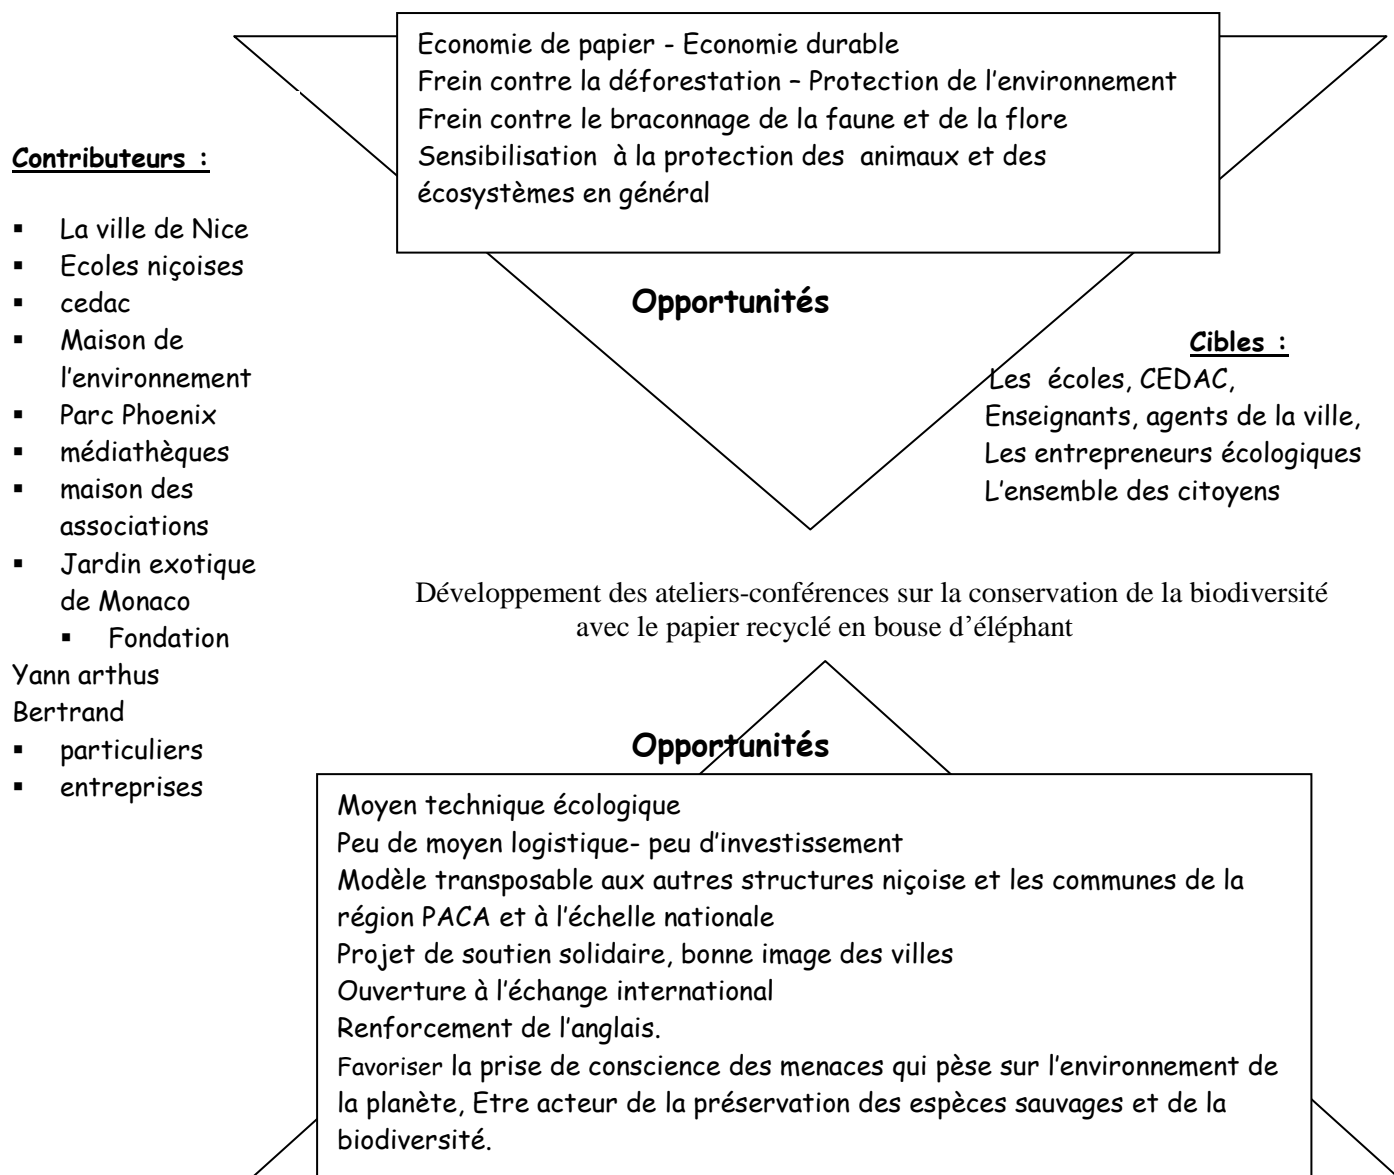 Economie de papier - Economie durable
Frein contre la déforestation – Protection de l'environnement
Frein contre le braconnage de la faune et de la flore
Sensibilisation à la protection des animaux et des
écosystèmes en général
Contributeurs :
▪ La ville de Nice
▪ Ecoles niçoises
▪ cedac
▪ Maison de
l'environnement
▪ Parc Phoenix
▪ médiathèques
▪ maison des
associations
▪ Jardin exotique
de Monaco
▪ Fondation
Yann arthus
Bertrand
▪ particuliers
▪ entreprises
Opportunités
Cibles :
Les écoles, CEDAC,
Enseignants, agents de la ville,
Les entrepreneurs écologiques
L'ensemble des citoyens
Développement des ateliers-conférences sur la conservation de la biodiversité
avec le papier recyclé en bouse d'éléphant
Opportunités
Moyen technique écologique
Peu de moyen logistique- peu d'investissement
Modèle transposable aux autres structures niçoise et les communes de la
région PACA et à l'échelle nationale
Projet de soutien solidaire, bonne image des villes
Ouverture à l'échange international
Renforcement de l'anglais.
Favoriser la prise de conscience des menaces qui pèse sur l'environnement de
la planète, Etre acteur de la préservation des espèces sauvages et de la
biodiversité.